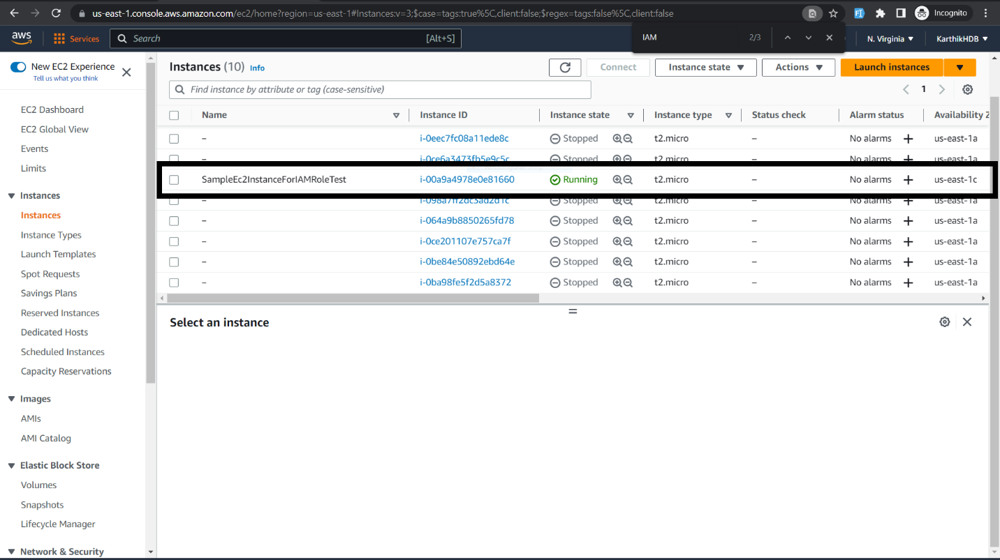 us-east-1.console.aws.amazon.com/ec2/home?region=us-east-1#Instances:v=3;$case=tags:true%5C,client:false;$regex=tags:false%5C,client:false
Incognito
aws
Services
Search
[Alt+S]
IAM
2/3
N. Virginia
KarthikHDB
New EC2 Experience
Tell us what you think
EC2 Dashboard
EC2 Global View
Events
Limits
Instances
Instances
Instance Types
Launch Templates
Spot Requests
Savings Plans
Reserved Instances
Dedicated Hosts
Scheduled Instances
Capacity Reservations
Images
AMIs
AMI Catalog
Elastic Block Store
Volumes
Snapshots
Lifecycle Manager
Network & Security
Instances (10) Info
Connect
Instance state
Actions
Launch instances
Find instance by attribute or tag (case-sensitive)
1
Name Instance ID Instance state Instance type Status check Alarm status Availability Z
– i-0eec7fc08a11ede8c Stopped t2.micro – No alarms + us-east-1a
– i-0ce6a3473fb5e9c5c Stopped t2.micro – No alarms + us-east-1a
SampleEc2InstanceForIAMRoleTest i-00a9a4978e0e81660 Running t2.micro – No alarms + us-east-1c
– i-098a7ff2dc3ad2d1c Stopped t2.micro – No alarms + us-east-1a
– i-064a9b8850265fd78 Stopped t2.micro – No alarms + us-east-1a
– i-0ce201107e757ca7f Stopped t2.micro – No alarms + us-east-1a
– i-0be84e50892ebd64e Stopped t2.micro – No alarms + us-east-1a
– i-0ba98fe5f2d5a8372 Stopped t2.micro – No alarms + us-east-1a
Select an instance